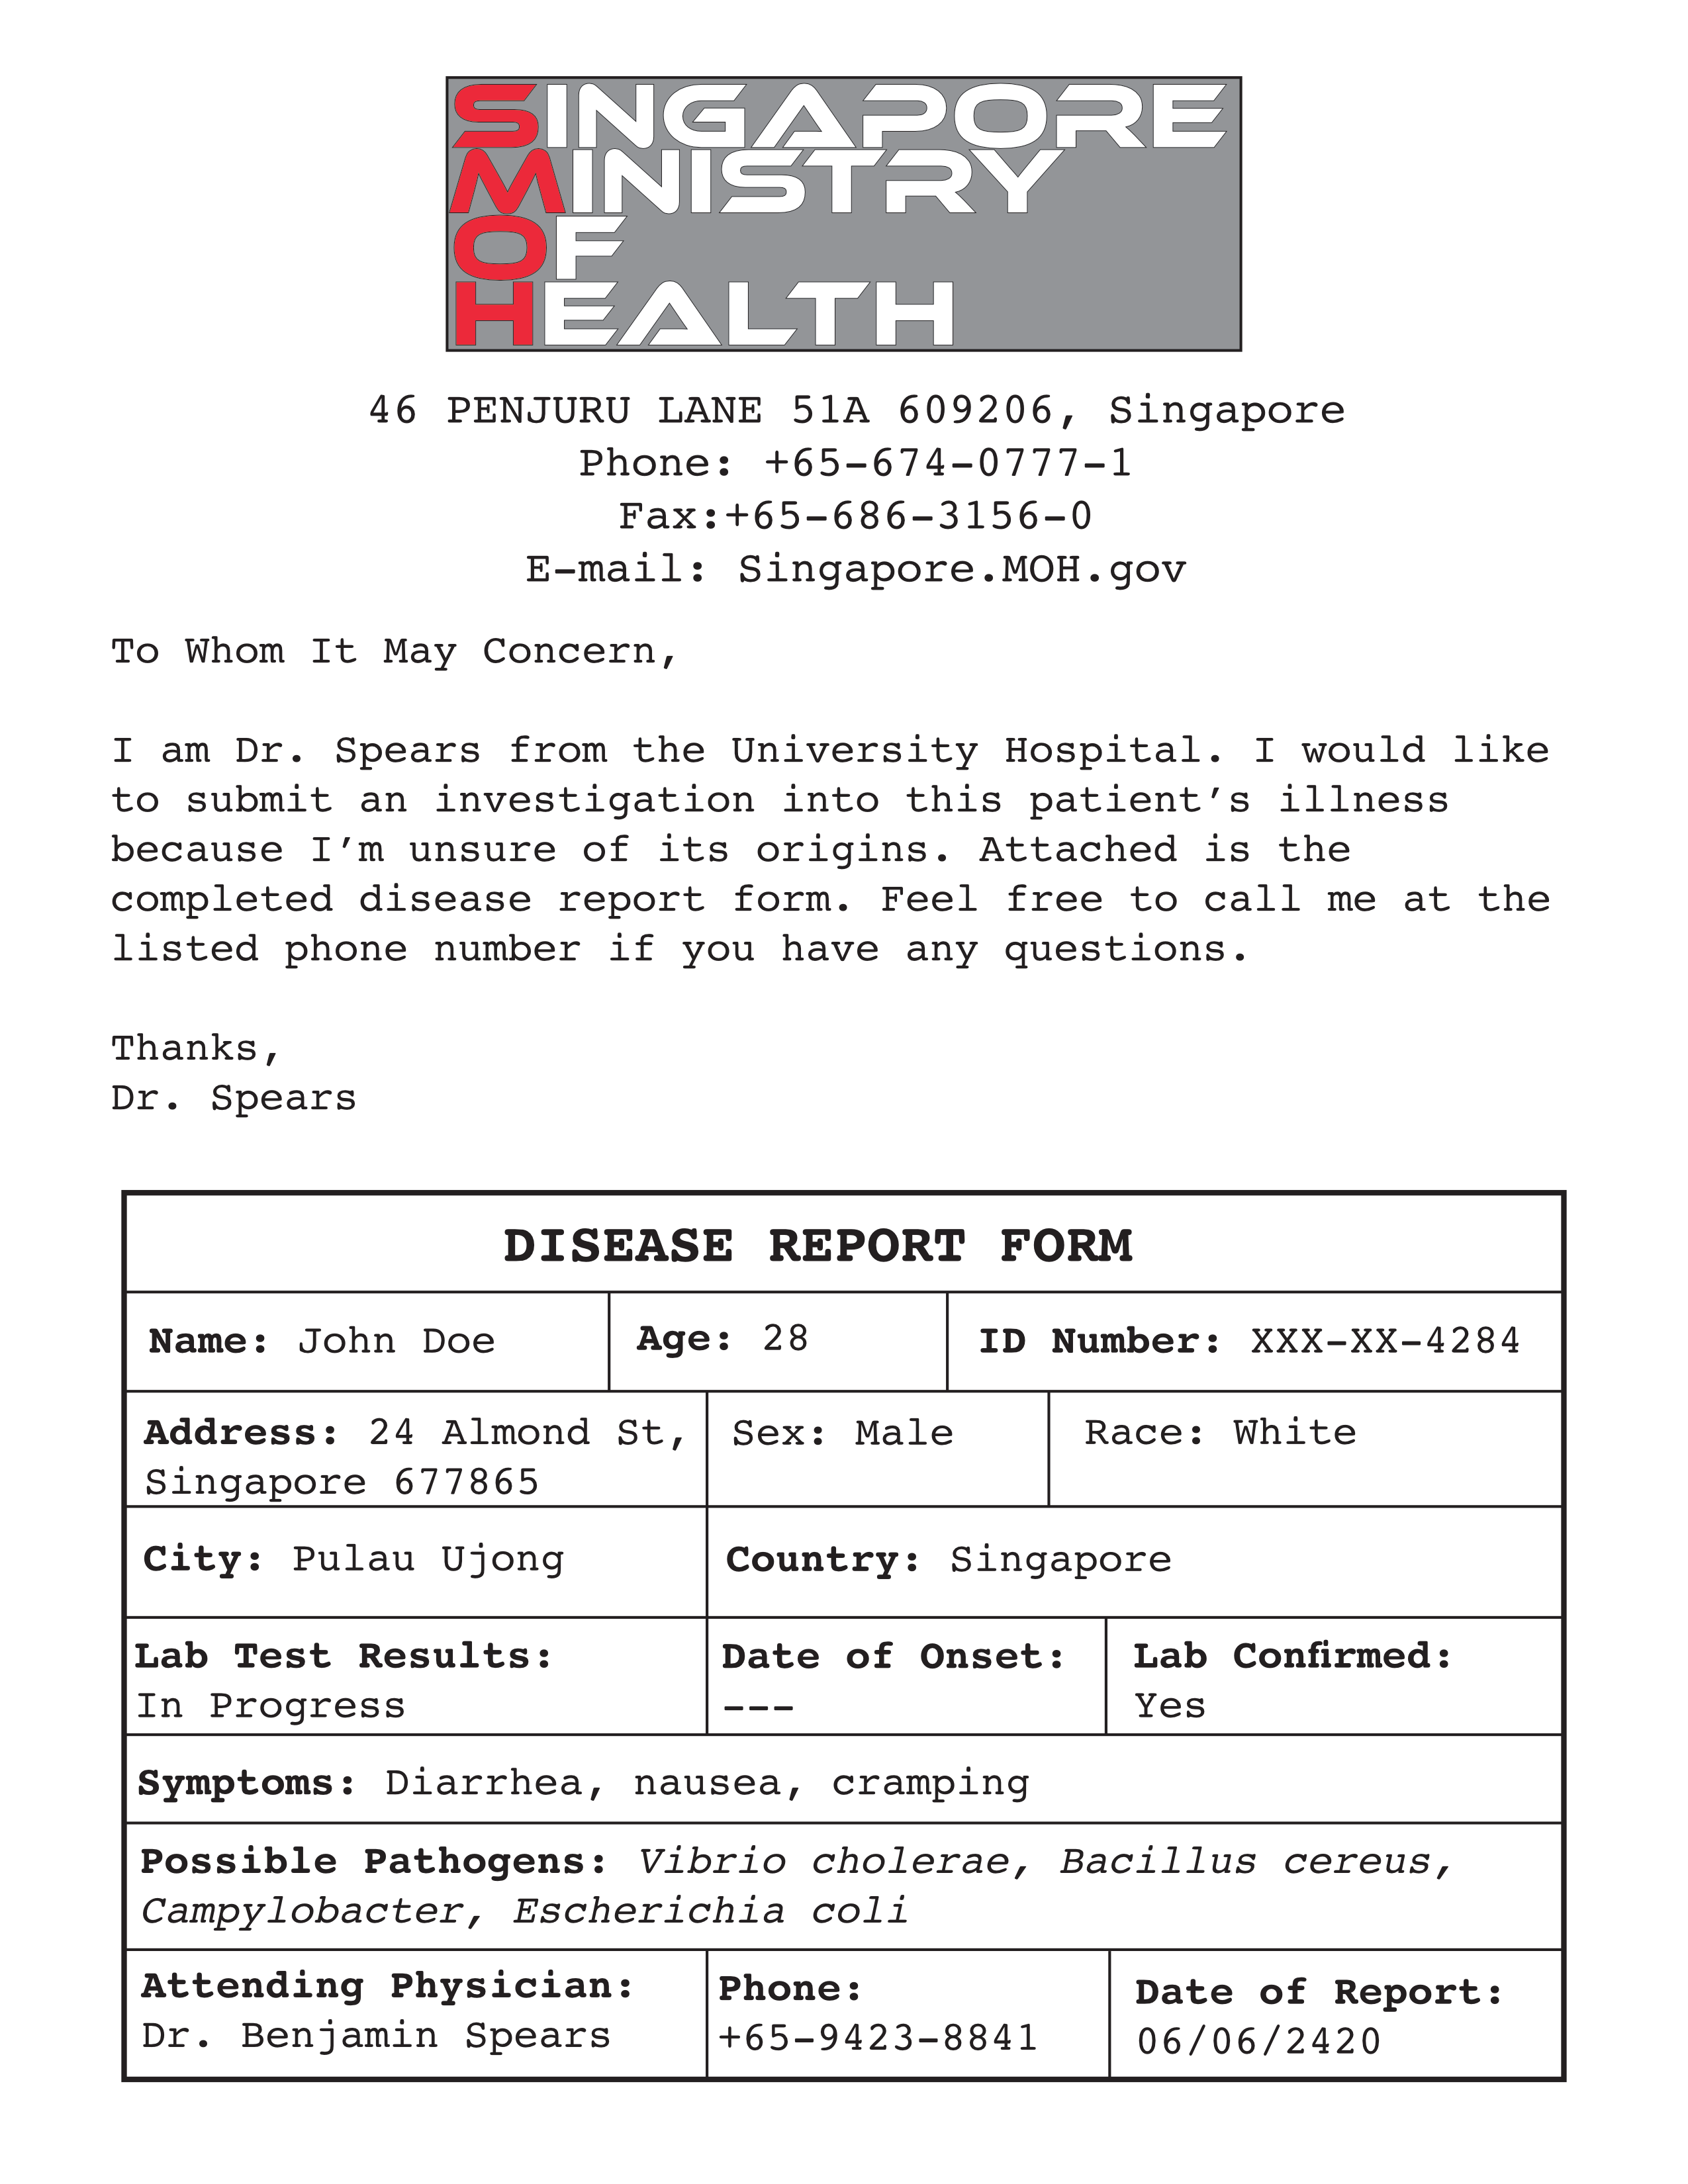 SINGAPORE
MINISTRY
OF
HEALTH
46 PENJURU LANE 51A 609206, Singapore
Phone: +65-674-0777-1
Fax:+65-686-3156-0
E-mail: Singapore.MOH.gov
To Whom It May Concern,
I am Dr. Spears from the University Hospital. I would like
to submit an investigation into this patient’s illness
because I’m unsure of its origins. Attached is the
completed disease report form. Feel free to call me at the
listed phone number if you have any questions.
Thanks,
Dr. Spears
DISEASE REPORT FORM
Name: John Doe
Age: 28
ID Number: XXX-XX-4284
Address: 24 Almond St,
Singapore 677865
Sex: Male
Race: White
City: Pulau Ujong
Country: Singapore
Lab Test Results:
In Progress
Date of Onset:
---
Lab Confirmed:
Yes
Symptoms: Diarrhea, nausea, cramping
Possible Pathogens: Vibrio cholerae, Bacillus cereus,
Campylobacter, Escherichia coli
Attending Physician:
Dr. Benjamin Spears
Phone:
+65-9423-8841
Date of Report:
06/06/2420